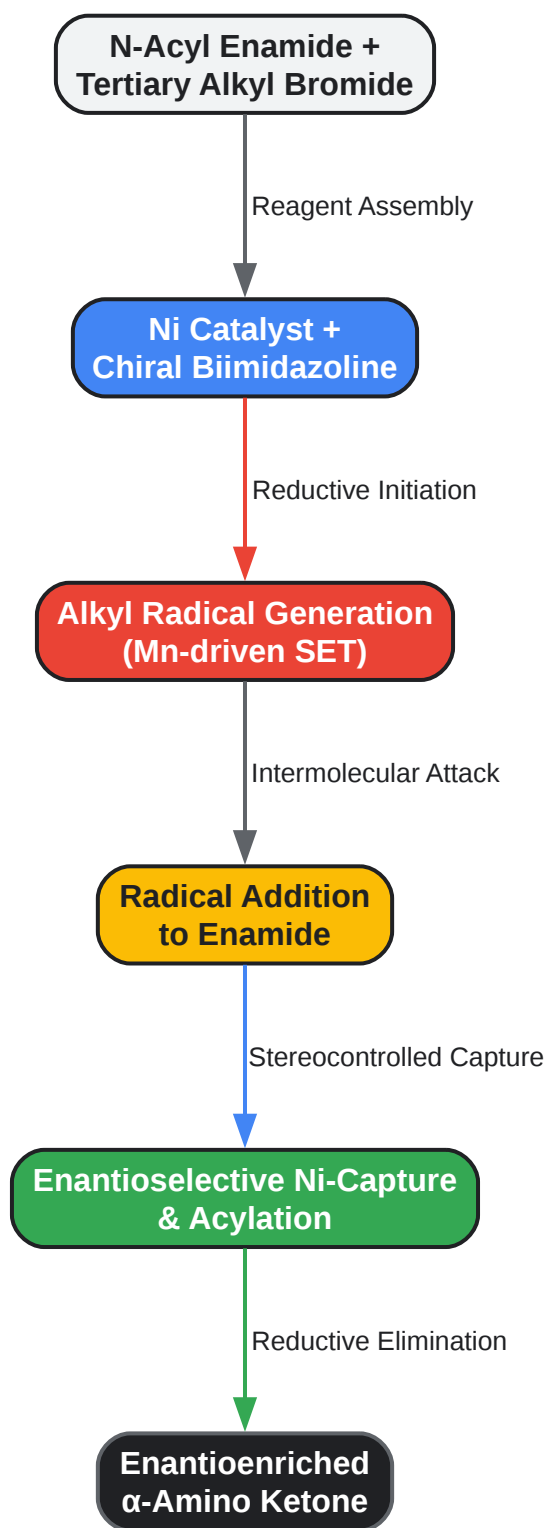 N-Acyl Enamide +
Tertiary Alkyl Bromide
Reagent Assembly
Ni Catalyst +
Chiral Biimidazoline
Reductive Initiation
Alkyl Radical Generation
(Mn-driven SET)
Intermolecular Attack
Radical Addition
to Enamide
Stereocontrolled Capture
Enantioselective Ni-Capture
& Acylation
Reductive Elimination
Enantioenriched
α-Amino Ketone